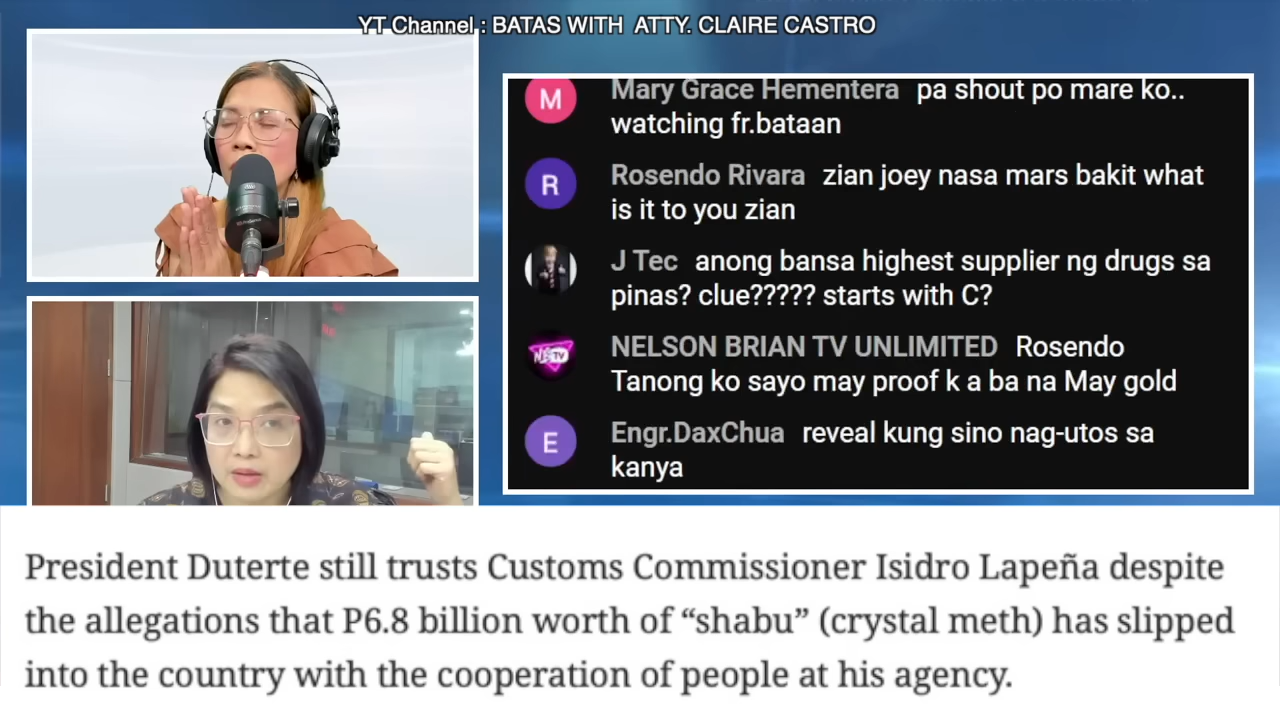 YT Channel : BATAS WITH ATTY. CLAIRE CASTRO
M
Mary Grace Hementera pa shout po mare ko..
watching fr.bataan
R
Rosendo Rivara zian joey nasa mars bakit what
is it to you zian
J Tec anong bansa highest supplier ng drugs sa
pinas? clue????? starts with C?
NELSON BRIAN TV UNLIMITED Rosendo
Tanong ko sayo may proof k a ba na May gold
E
Engr.DaxChua reveal kung sino nag-utos sa
kanya
President Duterte still trusts Customs Commissioner Isidro Lapeña despite
the allegations that P6.8 billion worth of “shabu” (crystal meth) has slipped
into the country with the cooperation of people at his agency.